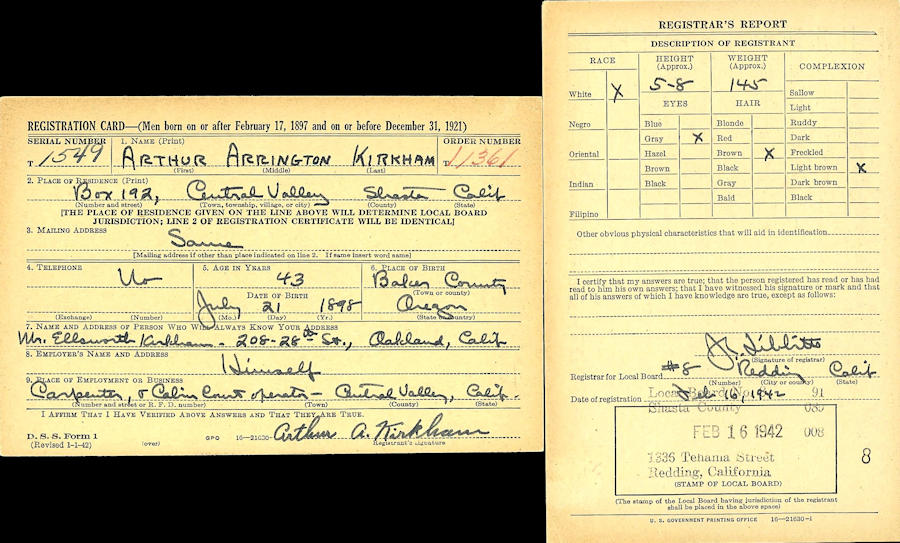 REGISTRATION CARD—(Men born on or after February 17, 1897 and on or before December 31, 1921)
SERIAL NUMBER 1. NAME (Print) ORDER NUMBER
T 1549 ARTHUR ARRINGTON KIRKHAM T 11361
(First) (Middle) (Last)
2. PLACE OF RESIDENCE (Print)
Box 192, Central Valley Shasta Calif
(Number and street) (Town, township, village, or city) (County) (State)
[THE PLACE OF RESIDENCE GIVEN ON THE LINE ABOVE WILL DETERMINE LOCAL BOARD
JURISDICTION; LINE 2 OF REGISTRATION CERTIFICATE WILL BE IDENTICAL]
3. MAILING ADDRESS
Same
[Mailing address if other than place indicated on line 2. If same insert word same]
4. TELEPHONE 5. AGE IN YEARS 6. PLACE OF BIRTH
No 43 Baker County
DATE OF BIRTH (Town or county)
July 21 1898 Oregon
(Exchange) (Number) (Mo.) (Day) (Yr.) (State or country)
7. NAME AND ADDRESS OF PERSON WHO WILL ALWAYS KNOW YOUR ADDRESS
Mr. Ellsworth Kirkham - 208-28th St., Oakland, Calif
8. EMPLOYER'S NAME AND ADDRESS
Himself
9. PLACE OF EMPLOYMENT OR BUSINESS
Carpenter, & Cabin Court operator - Central Valley, Calif.
(Number and street or R. F. D. number) (Town) (County) (State)
I AFFIRM THAT I HAVE VERIFIED ABOVE ANSWERS AND THAT THEY ARE TRUE.
D. S. S. Form 1
(Revised 1-1-42) (over) GPO 16—21630-1 Arthur A. Kirkham
Registrant's signature
REGISTRAR'S REPORT
DESCRIPTION OF REGISTRANT
RACE HEIGHT (Approx.) WEIGHT (Approx.) COMPLEXION
White X 5-8 145 Sallow
EYES HAIR Light
Negro Blue Blonde Ruddy
Gray X Red Dark
Oriental Hazel Brown X Freckled
Brown Black Light brown X
Indian Black Gray Dark brown
Bald Black
Filipino
Other obvious physical characteristics that will aid in identification
I certify that my answers are true; that the person registered has read or has had
read to him his own answers; that I have witnessed his signature or mark and that
all of his answers of which I have knowledge are true, except as follows:
(Signature of registrar)
Registrar for Local Board #8 Redding Calif
(Number) (City or county) (State)
Date of registration Feb. 16, 1942
Local Board No. 91
Shasta County 089
FEB 16 1942 008
1336 Tehama Street 8
Redding, California
(STAMP OF LOCAL BOARD)
(The stamp of the Local Board having jurisdiction of the registrant
shall be placed in the above space)
U. S. GOVERNMENT PRINTING OFFICE 16—21630-1